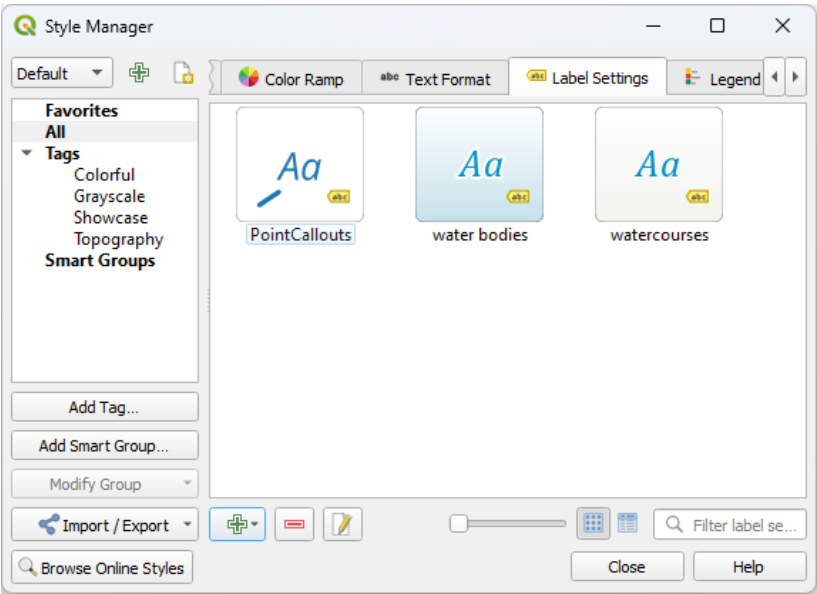 Style Manager
Default
Color Ramp
abc Text Format
abc Label Settings
Legend
Favorites
All
Tags
Colorful
Grayscale
Showcase
Topography
Smart Groups
Aa
abc
PointCallouts
Aa
abc
water bodies
Aa
abc
watercourses
Add Tag...
Add Smart Group...
Modify Group
Import / Export
Filter label se...
Browse Online Styles
Close
Help